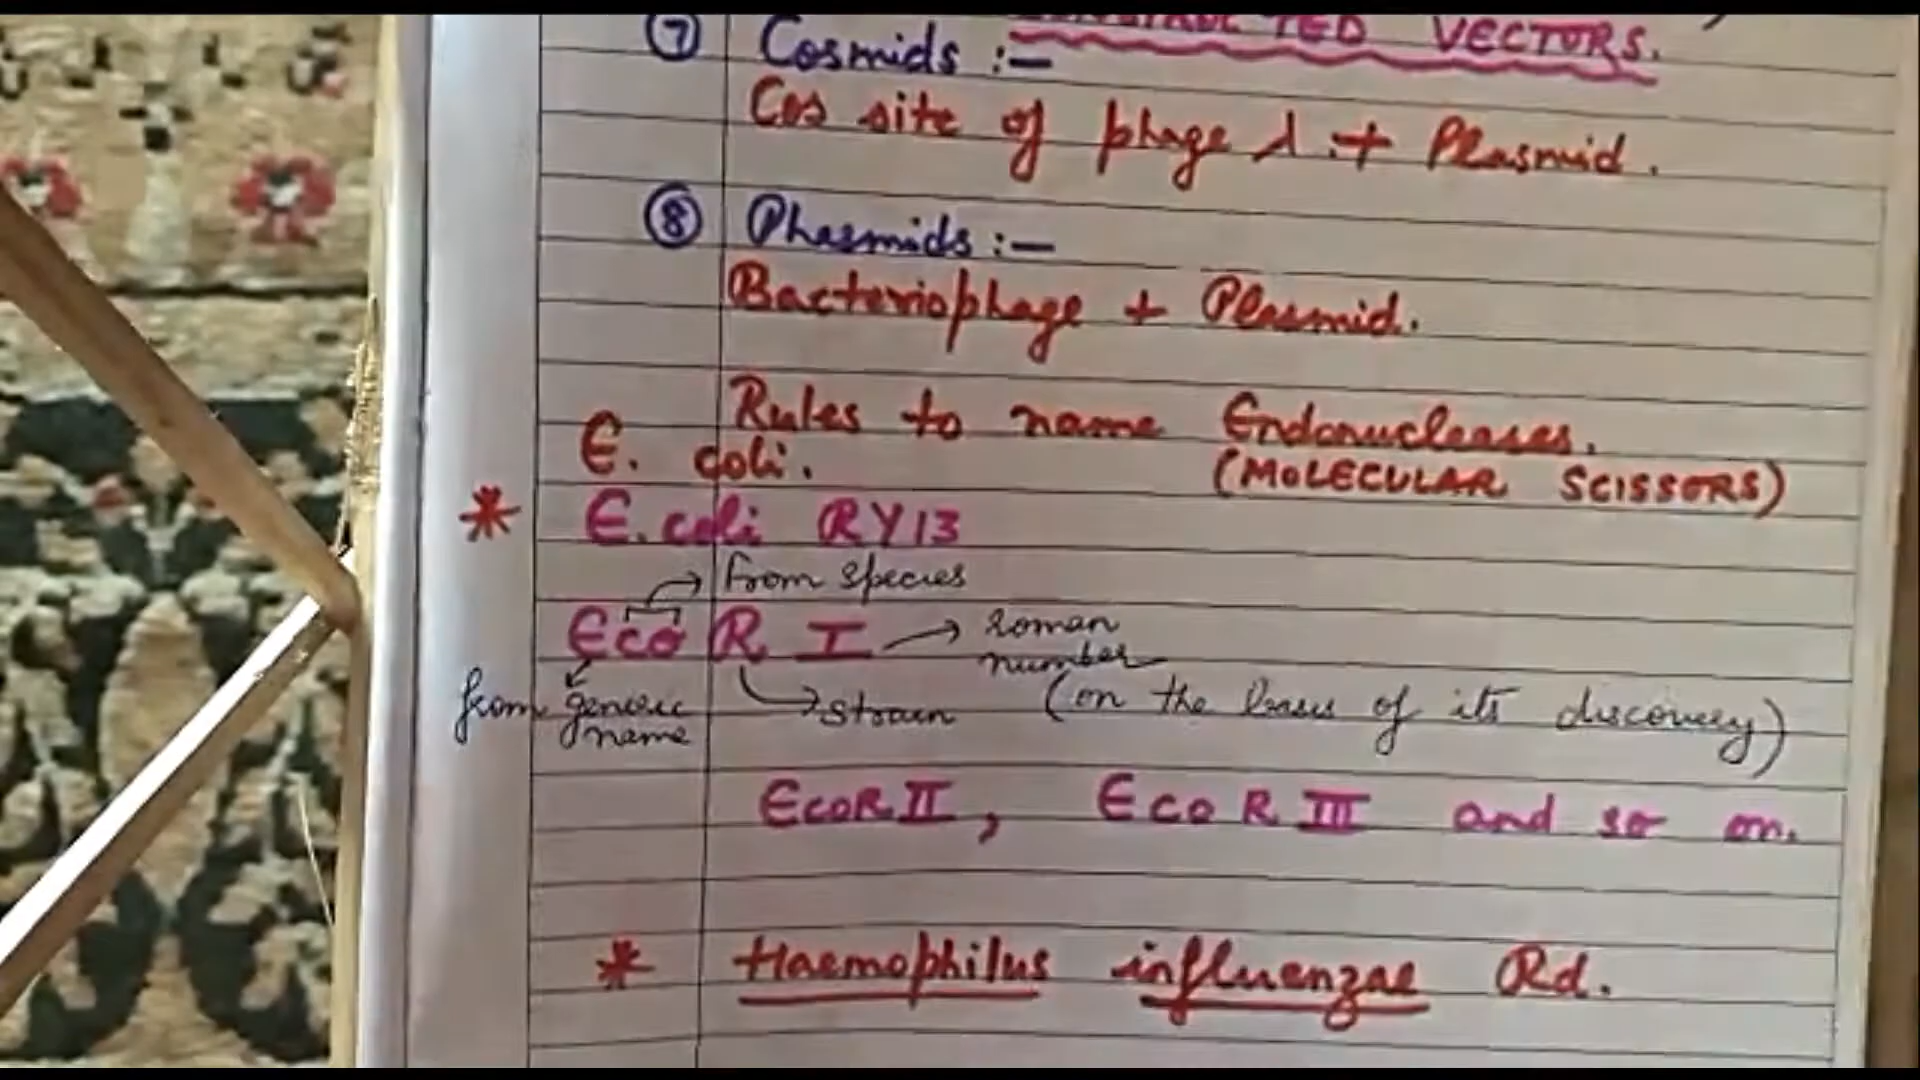 VECTORS.
⑦ Cosmids :—
Cos site of phage λ + Plasmid.
⑧ Phasmids :—
Bacteriophage + Plasmid.
Rules to name Endonucleases.
E. coli.
(MOLECULAR SCISSORS)
* E.coli RY13
from species
Eco R I
roman
number
from generic
name
strain
(on the basis of its discovery)
EcoR II, Eco R III and so on.
* Haemophilus influenzae Rd.